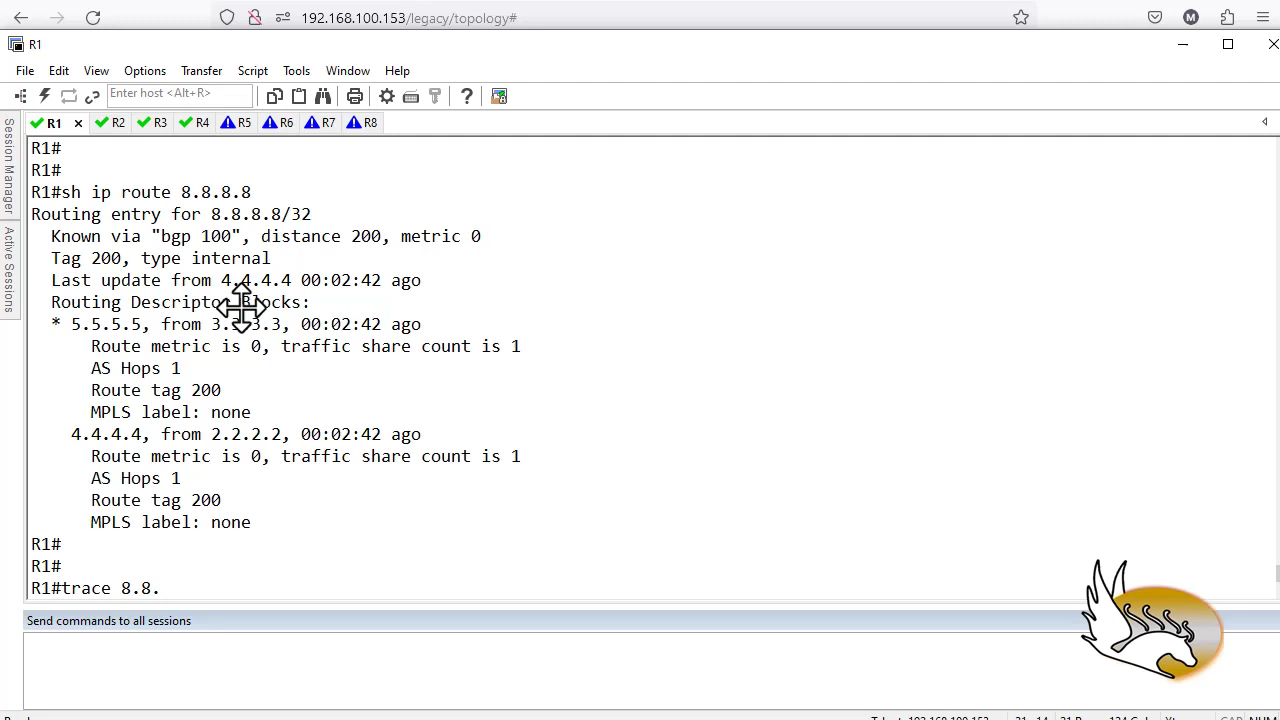 192.168.100.153/legacy/topology#
M
R1
File Edit View Options Transfer Script Tools Window Help
Enter host <Alt+R>
R1 R2 R3 R4 R5 R6 R7 R8
Session Manager
Active Sessions
R1#
R1#
R1#sh ip route 8.8.8.8
Routing entry for 8.8.8.8/32
Known via "bgp 100", distance 200, metric 0
Tag 200, type internal
Last update from 4.4.4.4 00:02:42 ago
Routing Descriptor Blocks:
* 5.5.5.5, from 3.3.3.3, 00:02:42 ago
Route metric is 0, traffic share count is 1
AS Hops 1
Route tag 200
MPLS label: none
4.4.4.4, from 2.2.2.2, 00:02:42 ago
Route metric is 0, traffic share count is 1
AS Hops 1
Route tag 200
MPLS label: none
R1#
R1#
R1#trace 8.8.
Send commands to all sessions